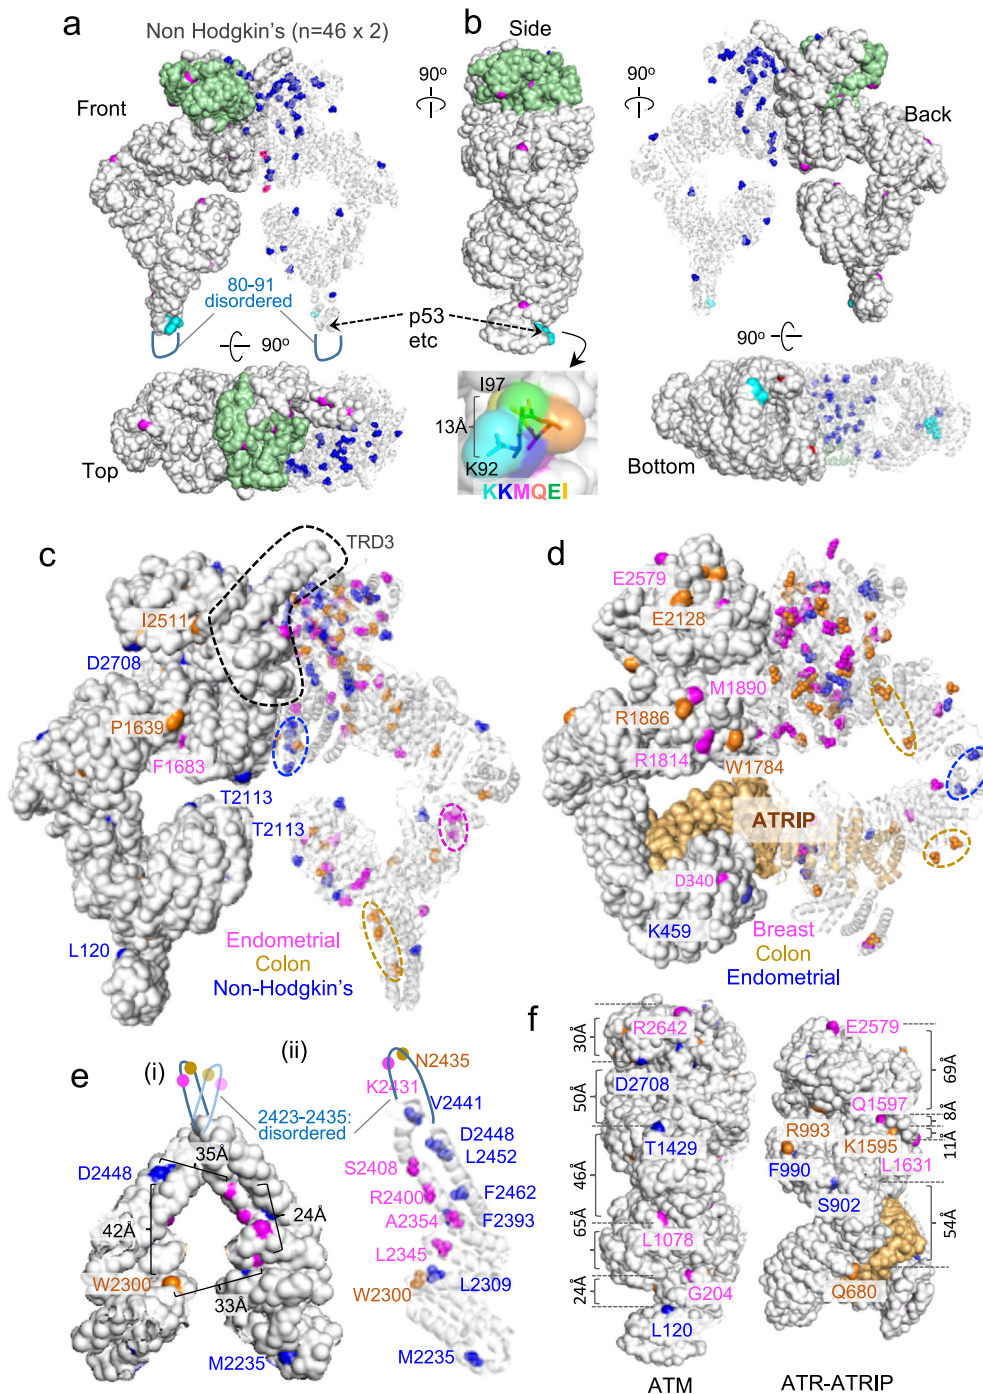 a
Non Hodgkin's (n=46 x 2)
b
Side
90o
90o
Front
Back
80-91
disordered
p53
etc
90o
90o
I97
13Å
K92
KKMQEI
Top
Bottom
c
TRD3
I2511
D2708
P1639
F1683
T2113
T2113
L120
Endometrial
Colon
Non-Hodgkin's
d
E2579
E2128
M1890
R1886
R1814
W1784
ATRIP
D340
K459
Breast
Colon
Endometrial
e
(i)
(ii)
N2435
K2431
V2441
2423-2435:
disordered
D2448
35Å
42Å
24Å
W2300
33Å
M2235
D2448
L2452
S2408
R2400
F2462
A2354
F2393
L2345
L2309
W2300
M2235
f
30Å
R2642
D2708
50Å
T1429
46Å
65Å
L1078
24Å
G204
L120
ATM
E2579
69Å
Q1597
8Å
R993
K1595
11Å
F990
L1631
S902
54Å
Q680
ATR-ATRIP